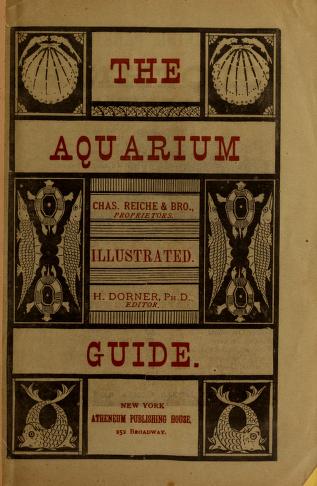 THE
AQUARIUM
CHAS. REICHE & BRO.,
PROPRIETORS.
ILLUSTRATED.
H. DORNER, PH. D.,
EDITOR.
GUIDE.
NEW YORK
ATHENEUM PUBLISHING HOUSE,
252 BROADWAY.